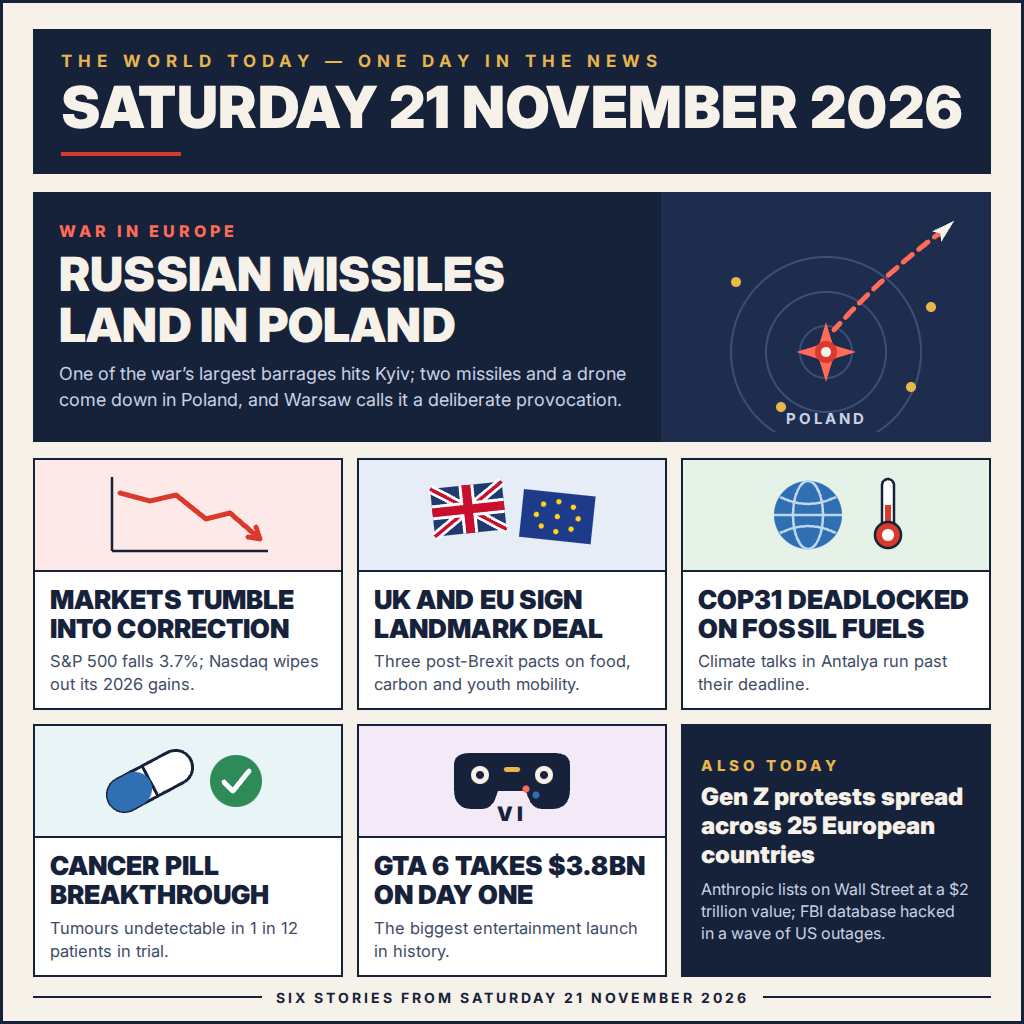 THE WORLD TODAY — ONE DAY IN THE NEWS
SATURDAY 21 NOVEMBER 2026
WAR IN EUROPE
RUSSIAN MISSILES
LAND IN POLAND
One of the war’s largest barrages hits Kyiv; two missiles and a drone
come down in Poland, and Warsaw calls it a deliberate provocation.
POLAND
MARKETS TUMBLE
INTO CORRECTION
S&P 500 falls 3.7%; Nasdaq wipes
out its 2026 gains.
UK AND EU SIGN
LANDMARK DEAL
Three post-Brexit pacts on food,
carbon and youth mobility.
COP31 DEADLOCKED
ON FOSSIL FUELS
Climate talks in Antalya run past
their deadline.
CANCER PILL
BREAKTHROUGH
Tumours undetectable in 1 in 12
patients in trial.
VI
GTA 6 TAKES $3.8BN
ON DAY ONE
The biggest entertainment launch
in history.
ALSO TODAY
Gen Z protests spread
across 25 European
countries
Anthropic lists on Wall Street at a $2
trillion value; FBI database hacked
in a wave of US outages.
SIX STORIES FROM SATURDAY 21 NOVEMBER 2026